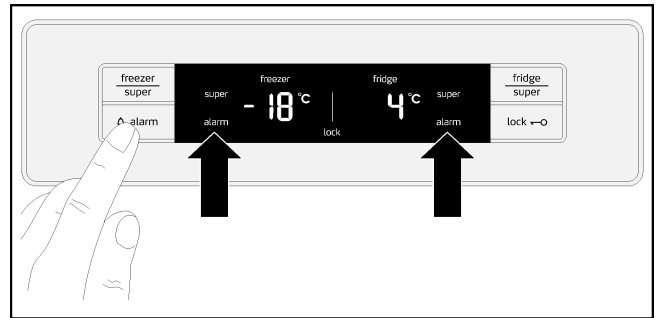 freezer
super
alarm
freezer
super
-18°C
alarm
fridge
4°C
super
alarm
lock
fridge
super
lock